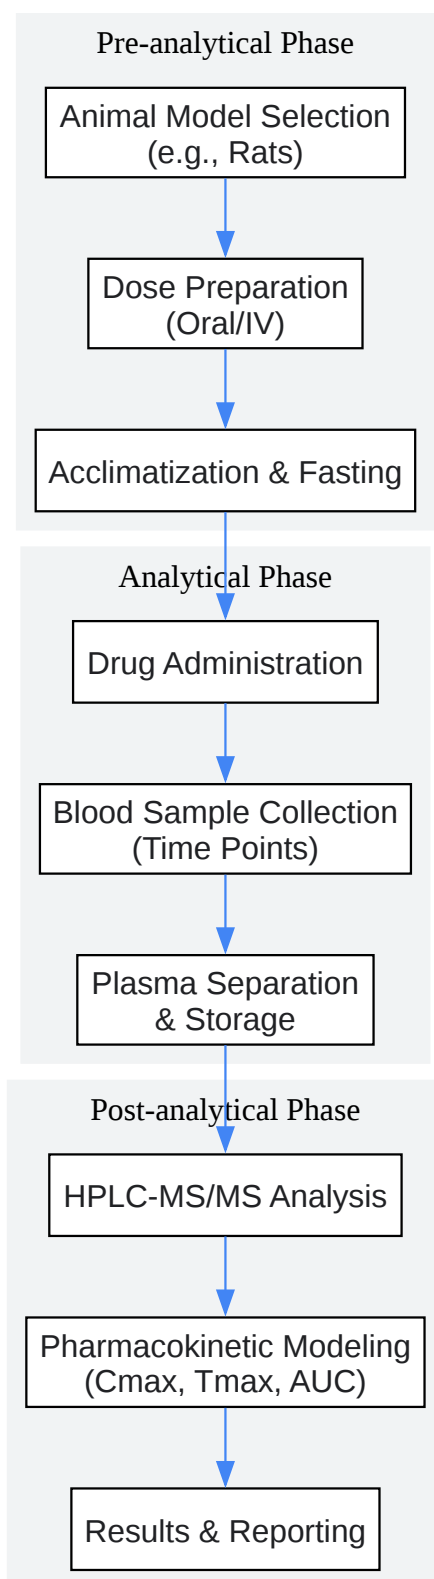 Pre-analytical Phase
Animal Model Selection
(e.g., Rats)
Dose Preparation
(Oral/IV)
Acclimatization & Fasting
Analytical Phase
Drug Administration
Blood Sample Collection
(Time Points)
Plasma Separation
& Storage
Post-analytical Phase
HPLC-MS/MS Analysis
Pharmacokinetic Modeling
(Cmax, Tmax, AUC)
Results & Reporting